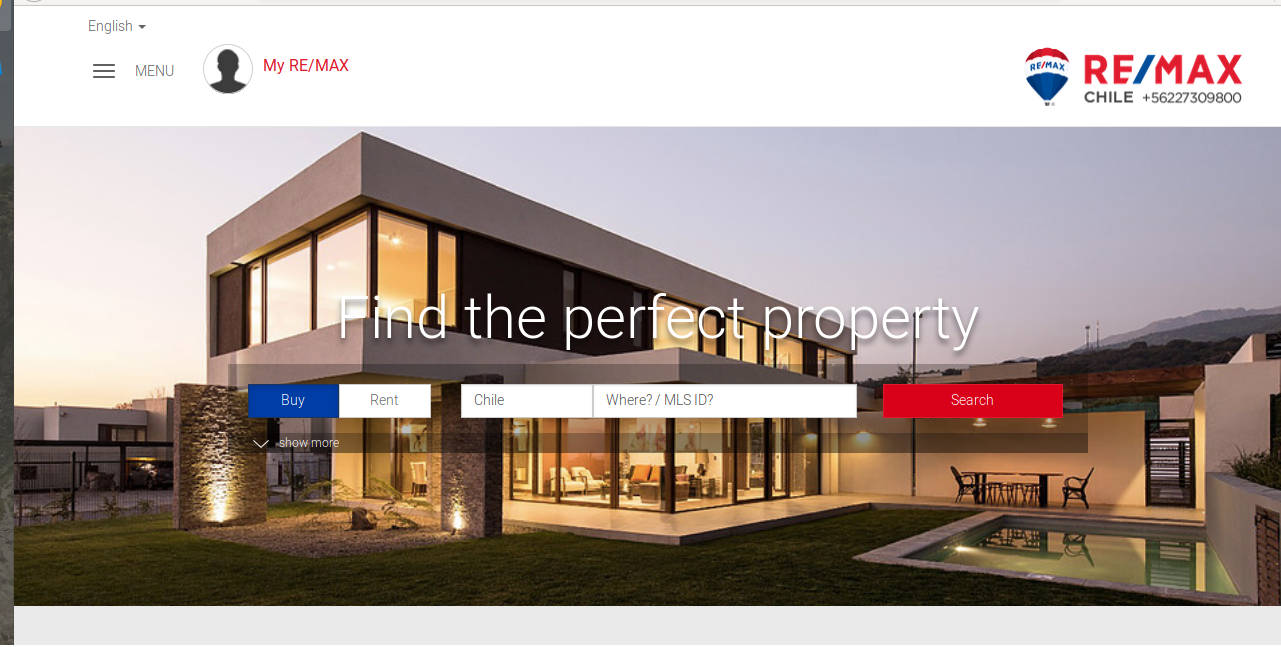 English
MENU
My RE/MAX
RE/MAX
RE/MAX
CHILE +56227309800
Find the perfect property
Buy
Rent
Chile
Where? / MLS ID?
Search
show more